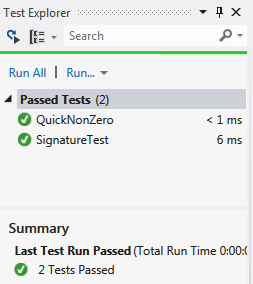 Test Explorer
Search
Run All | Run...
Passed Tests (2)
QuickNonZero < 1 ms
SignatureTest 6 ms
Summary
Last Test Run Passed (Total Run Time 0:00:0
2 Tests Passed